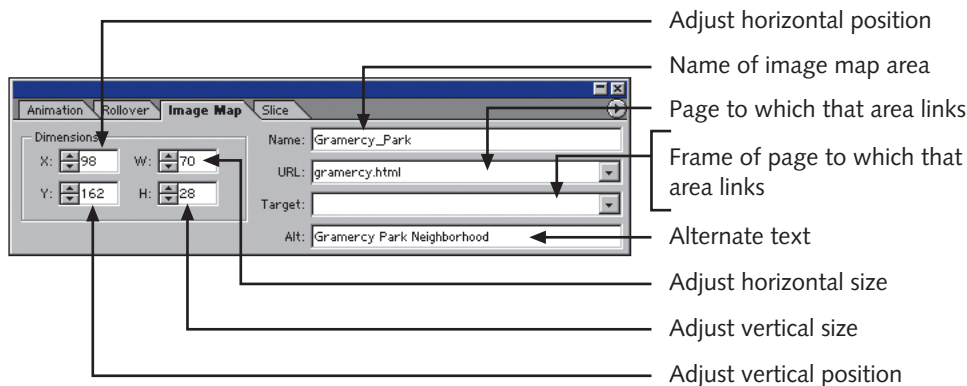 Adjust horizontal position
Name of image map area
Page to which that area links
Frame of page to which that
area links
Alternate text
Adjust horizontal size
Adjust vertical size
Adjust vertical position
Animation Rollover Image Map Slice
Dimensions
X: 98 W: 70
Y: 162 H: 28
Name: Gramercy_Park
URL: gramercy.html
Target:
Alt: Gramercy Park Neighborhood